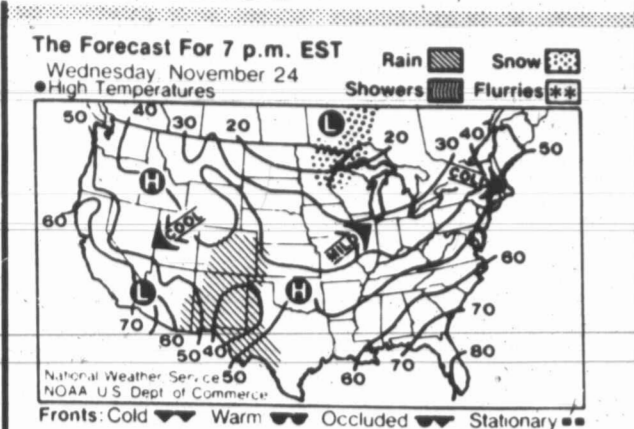 The Forecast For 7 p.m. EST
Wednesday, November 24
●High Temperatures
Rain Snow
Showers Flurries
50 40 30 20 L 20 30 40 50
COLD
H
60 COOL MILD
L H 60
70 60 50 40 50 60 70 80 70
National Weather Service
NOAA U S Dept of Commerce
Fronts: Cold Warm Occluded Stationary